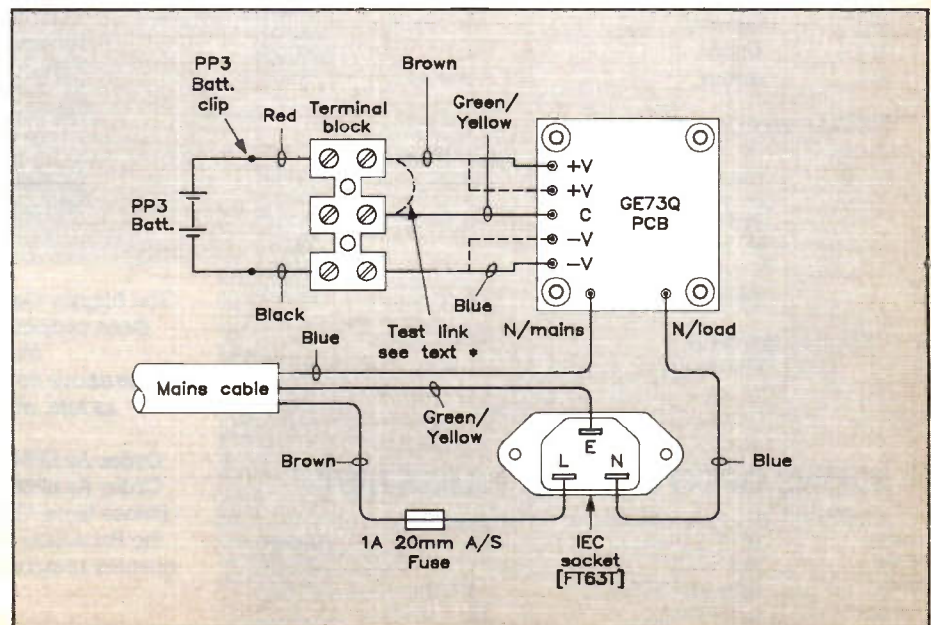 PP3
Batt.
clip
Red
Terminal
block
Brown
Green/
Yellow
PP3
Batt.
+V
+V
C
−V
−V
GE73Q
PCB
Black
Blue
Test link
see text *
Blue
N/mains
N/load
Mains cable
Green/
Yellow
Brown
E
L
N
Blue
1A 20mm A/S
Fuse
IEC
socket
[FT63T]